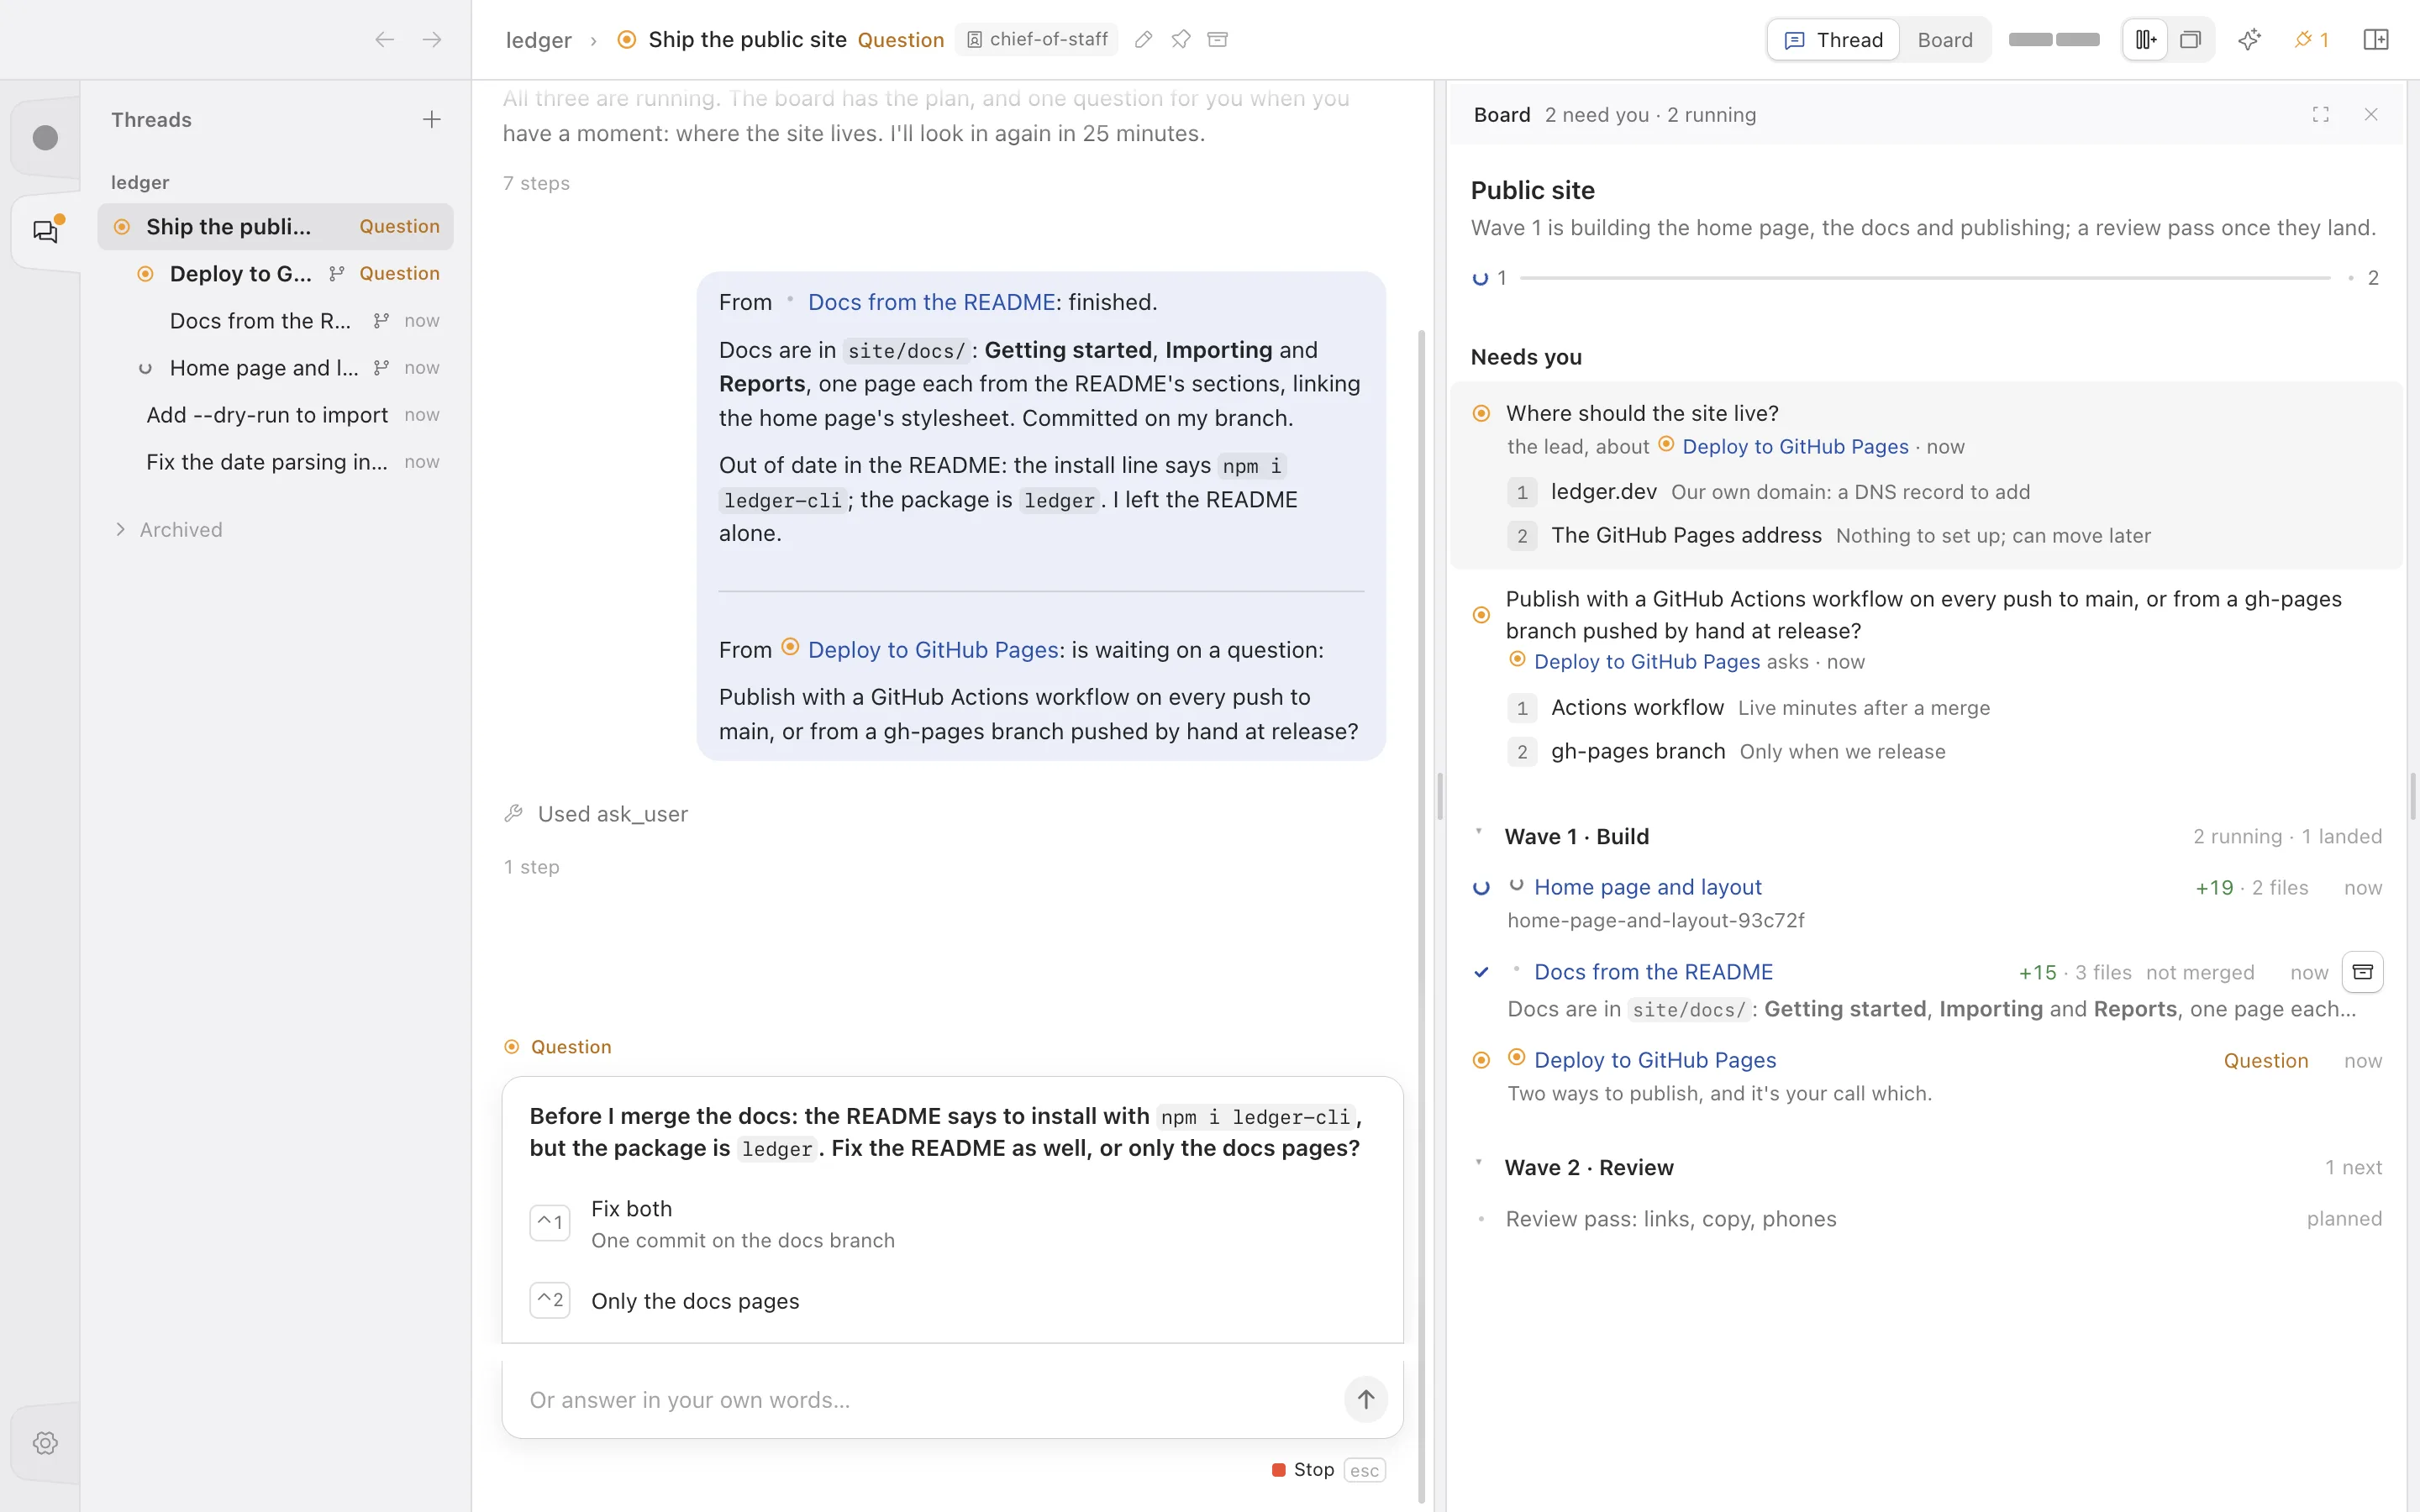 ledger › Ship the public site Question chief-of-staff
Thread Board 1
Threads
ledger
Ship the publi... Question
Deploy to G... Question
Docs from the R... now
Home page and l... now
Add --dry-run to import now
Fix the date parsing in... now
Archived
All three are running. The board has the plan, and one question for you when you
have a moment: where the site lives. I'll look in again in 25 minutes.
7 steps
From Docs from the README: finished.
Docs are in site/docs/: Getting started, Importing and
Reports, one page each from the README's sections, linking
the home page's stylesheet. Committed on my branch.
Out of date in the README: the install line says npm i
ledger-cli; the package is ledger. I left the README
alone.
From Deploy to GitHub Pages: is waiting on a question:
Publish with a GitHub Actions workflow on every push to
main, or from a gh-pages branch pushed by hand at release?
Used ask_user
1 step
Question
Before I merge the docs: the README says to install with npm i ledger-cli,
but the package is ledger. Fix the README as well, or only the docs pages?
^1 Fix both
One commit on the docs branch
^2 Only the docs pages
Or answer in your own words...
Stop esc
Board 2 need you · 2 running
Public site
Wave 1 is building the home page, the docs and publishing; a review pass once they land.
1 2
Needs you
Where should the site live?
the lead, about Deploy to GitHub Pages · now
1 ledger.dev Our own domain: a DNS record to add
2 The GitHub Pages address Nothing to set up; can move later
Publish with a GitHub Actions workflow on every push to main, or from a gh-pages
branch pushed by hand at release?
Deploy to GitHub Pages asks · now
1 Actions workflow Live minutes after a merge
2 gh-pages branch Only when we release
Wave 1 · Build 2 running · 1 landed
Home page and layout +19 · 2 files now
home-page-and-layout-93c72f
Docs from the README +15 · 3 files not merged now
Docs are in site/docs/: Getting started, Importing and Reports, one page each...
Deploy to GitHub Pages Question now
Two ways to publish, and it's your call which.
Wave 2 · Review 1 next
Review pass: links, copy, phones planned